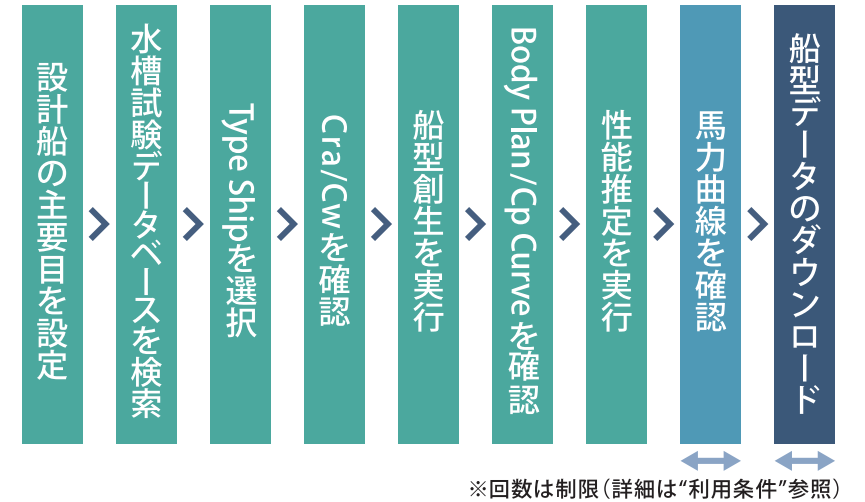 設計船の主要目を設定
水槽試験データベースを検索
Type Shipを選択
Cra/Cwを確認
船型創生を実行
Body Plan /Cp Curveを確認
性能推定を実行
馬力曲線を確認
船型データのダウンロード
※回数は制限（詳細は“利用条件”参照）